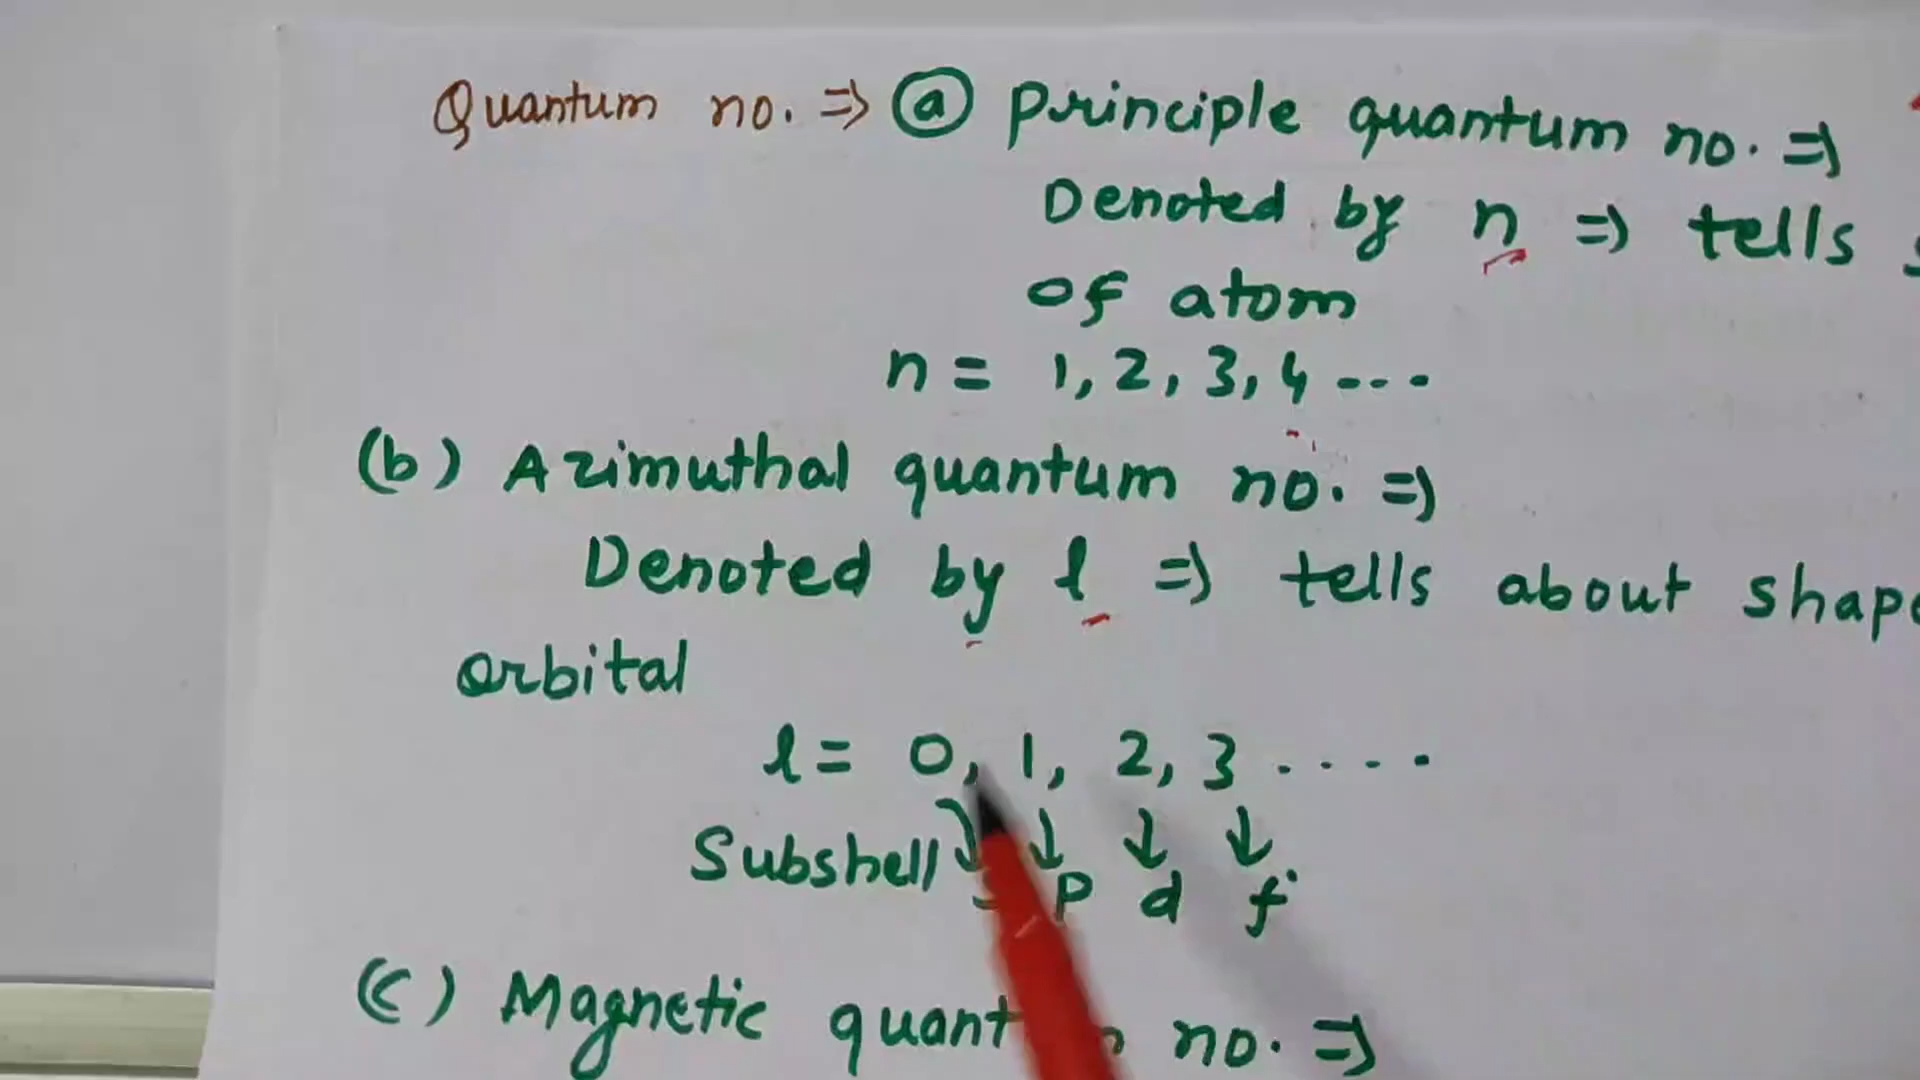 Quantum no. ⇒ (a) Principle quantum no. ⇒
Denoted by n ⇒ tells
of atom
n = 1, 2, 3, 4 ---
(b) Azimuthal quantum no. ⇒
Denoted by l ⇒ tells about shape
orbital
l = 0, 1, 2, 3 . . . .
Subshell ↓ ↓ ↓ ↓
p d f
(c) Magnetic no. ⇒